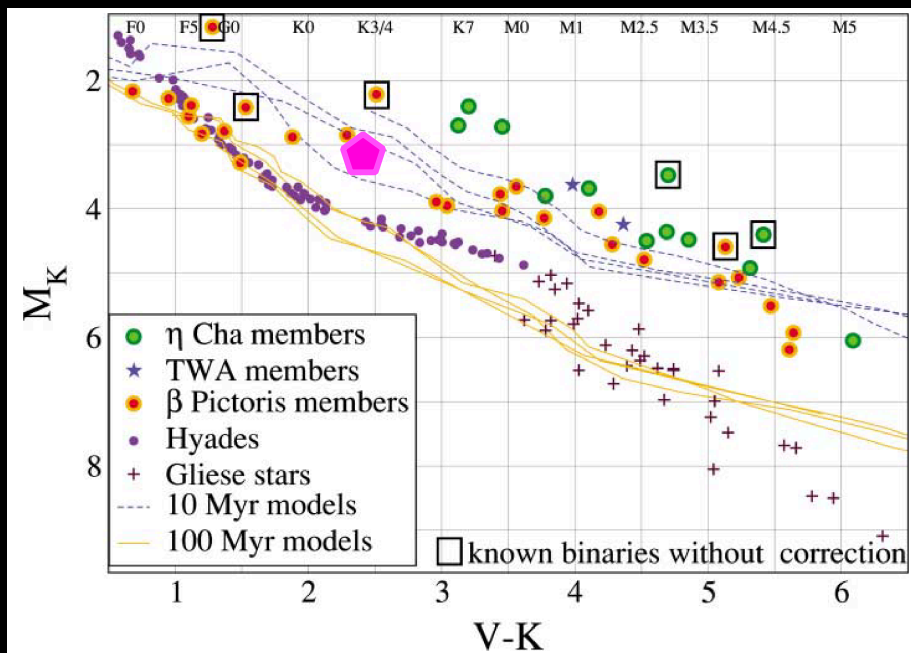 F0 F5 G0 K0 K3/4 K7 M0 M1 M2.5 M3.5 M4.5 M5
2
4
6
8
M_K
η Cha members
TWA members
β Pictoris members
Hyades
Gliese stars
10 Myr models
100 Myr models
known binaries without correction
1 2 3 4 5 6
V-K